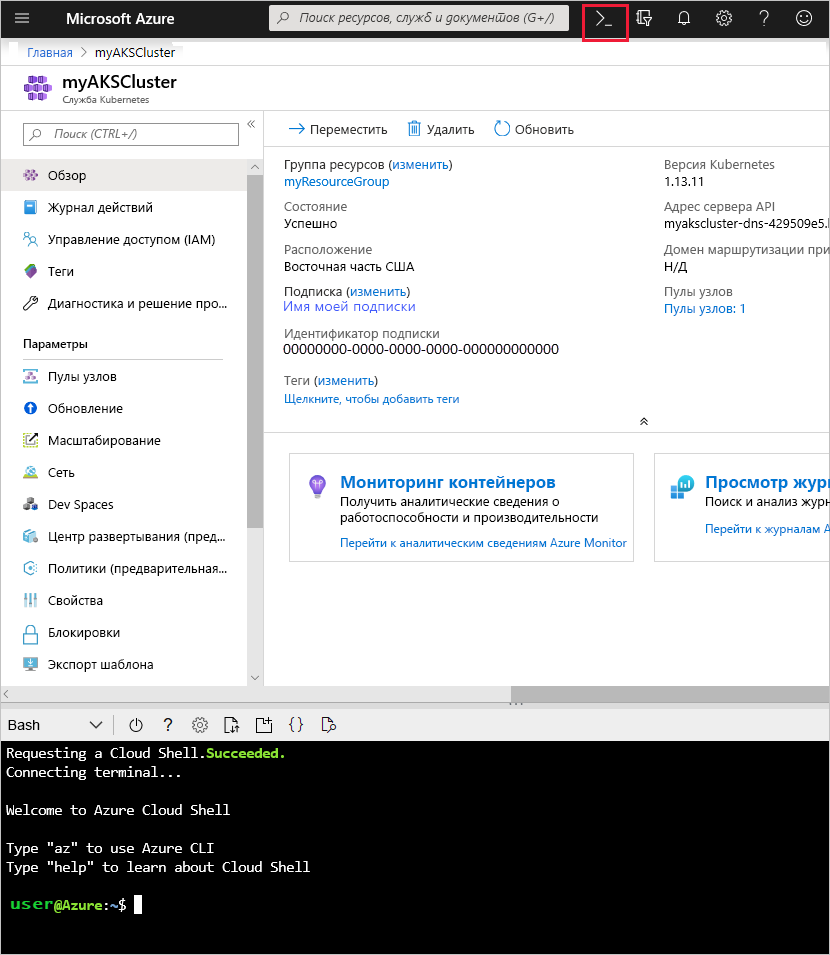 Microsoft Azure
Поиск ресурсов, служб и документов (G+/)
Главная > myAKSCluster
myAKSCluster
Служба Kubernetes
Поиск (CTRL+/)
Обзор
Журнал действий
Управление доступом (IAM)
Теги
Диагностика и решение про...
Параметры
Пулы узлов
Обновление
Масштабирование
Сеть
Dev Spaces
Центр развертывания (пред...
Политики (предварительная...
Свойства
Блокировки
Экспорт шаблона
Переместить
Удалить
Обновить
Группа ресурсов (изменить)
myResourceGroup
Состояние
Успешно
Расположение
Восточная часть США
Подписка (изменить)
Имя моей подписки
Идентификатор подписки
00000000-0000-0000-0000-000000000000
Теги (изменить)
Щелкните, чтобы добавить теги
Версия Kubernetes
1.13.11
Адрес сервера API
myakscluster-dns-429509e5.
Домен маршрутизации при
Н/Д
Пулы узлов
Пулы узлов: 1
Мониторинг контейнеров
Получить аналитические сведения о
работоспособности и производительности
Перейти к аналитическим сведениям Azure Monitor
Просмотр жур
Поиск и анализ журн
Перейти к журналам A
Bash
Requesting a Cloud Shell.Succeeded.
Connecting terminal...
Welcome to Azure Cloud Shell
Type "az" to use Azure CLI
Type "help" to learn about Cloud Shell
user@Azure:~$